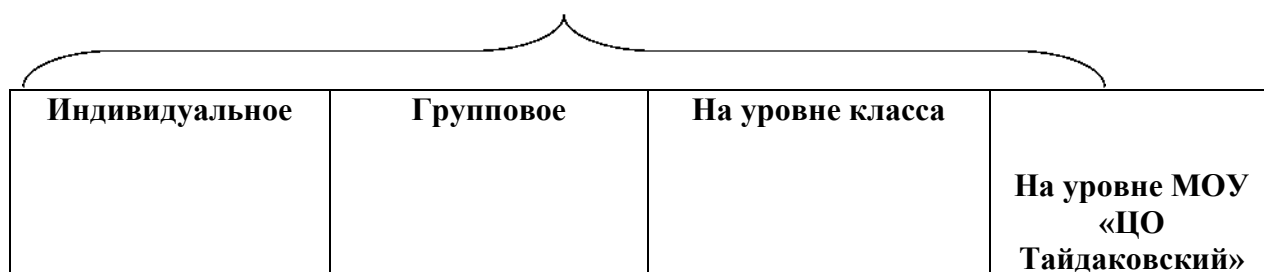 Индивидуальное
Групповое
На уровне класса
На уровне МОУ
«ЦО
Тайдаковский»